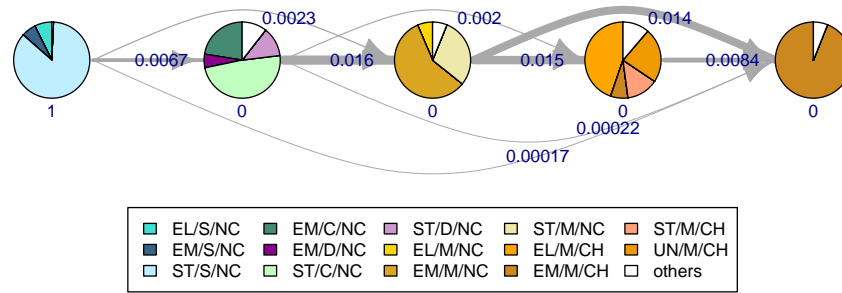 0.0023 0.002 0.014
0.0067 0.016 0.015 0.0084
1 0 0 0 0
0.00022
0.00017
EL/S/NC EM/C/NC ST/D/NC ST/M/NC ST/M/CH
EM/S/NC EM/D/NC EL/M/NC EL/M/CH UN/M/CH
ST/S/NC ST/C/NC EM/M/NC EM/M/CH others